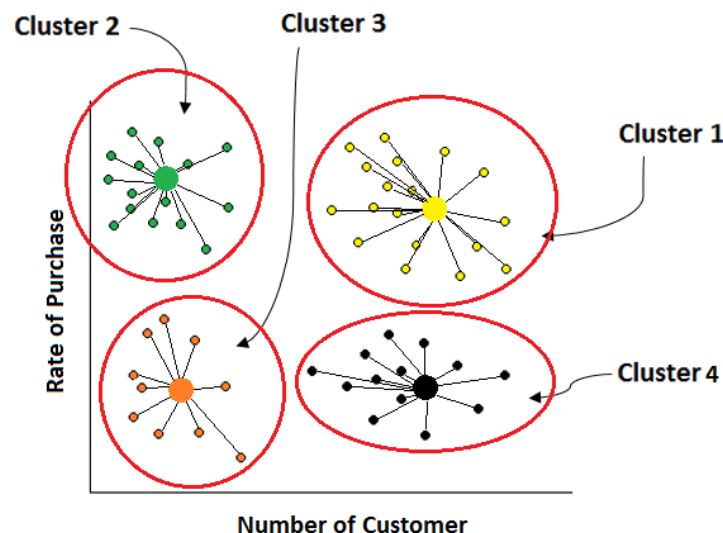 Cluster 2
Cluster 3
Cluster 1
Rate of Purchase
Cluster 4
Number of Customer